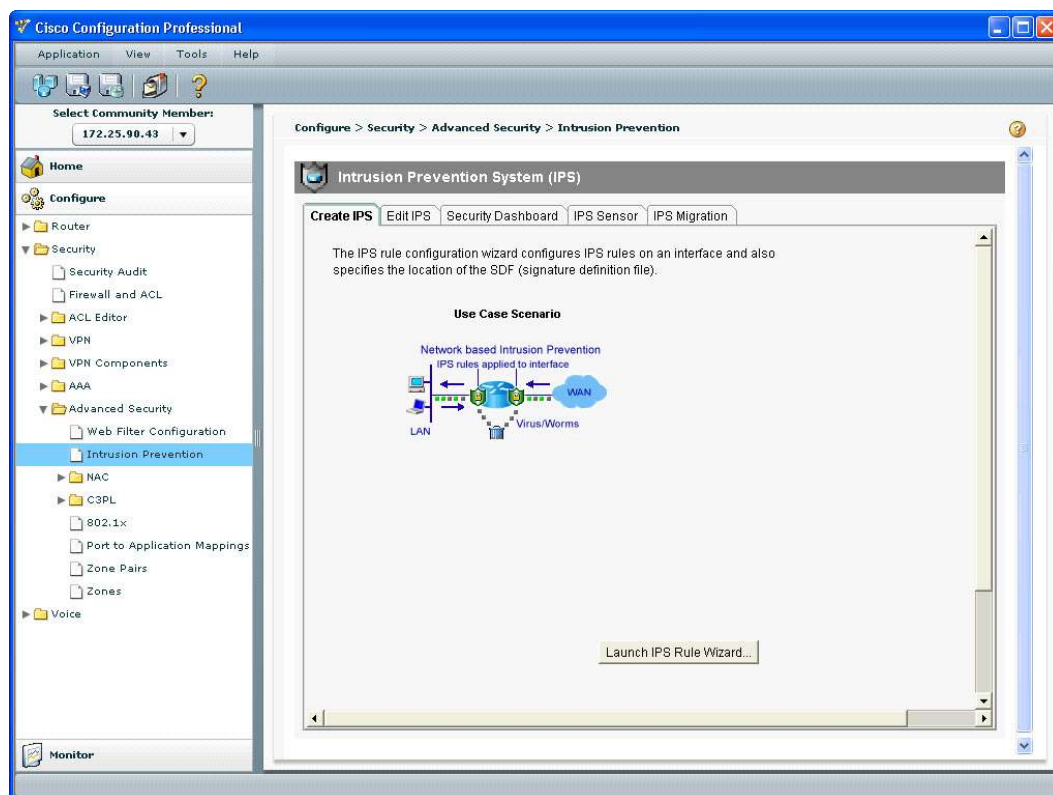 Cisco Configuration Professional
Application View Tools Help
Select Community Member:
172.25.90.43
Home
Configure
Router
Security
Security Audit
Firewall and ACL
ACL Editor
VPN
VPN Components
AAA
Advanced Security
Web Filter Configuration
Intrusion Prevention
NAC
C3PL
802.1x
Port to Application Mappings
Zone Pairs
Zones
Voice
Monitor
Configure > Security > Advanced Security > Intrusion Prevention
Intrusion Prevention System (IPS)
Create IPS Edit IPS Security Dashboard IPS Sensor IPS Migration
The IPS rule configuration wizard configures IPS rules on an interface and also
specifies the location of the SDF (signature definition file).
Use Case Scenario
Network based Intrusion Prevention
IPS rules applied to interface
WAN
LAN
Virus/Worms
Launch IPS Rule Wizard...